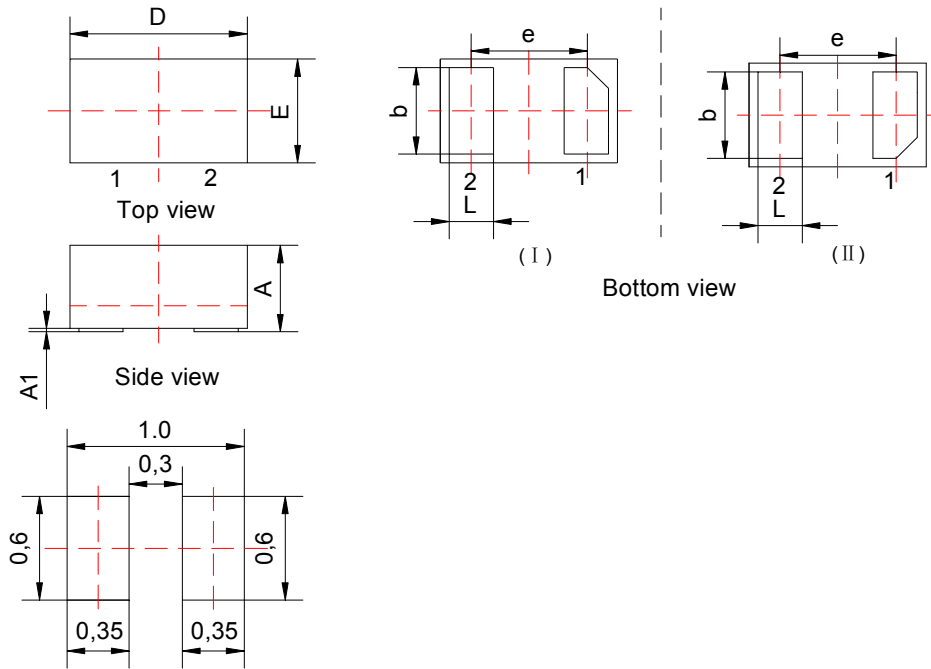 D
E
1 2
Top view
e
b
2 1
L
(Ⅰ)
e
b
2 1
L
(Ⅱ)
Bottom view
A
A1
Side view
1.0
0,3
0,6
0,6
0,35 0,35